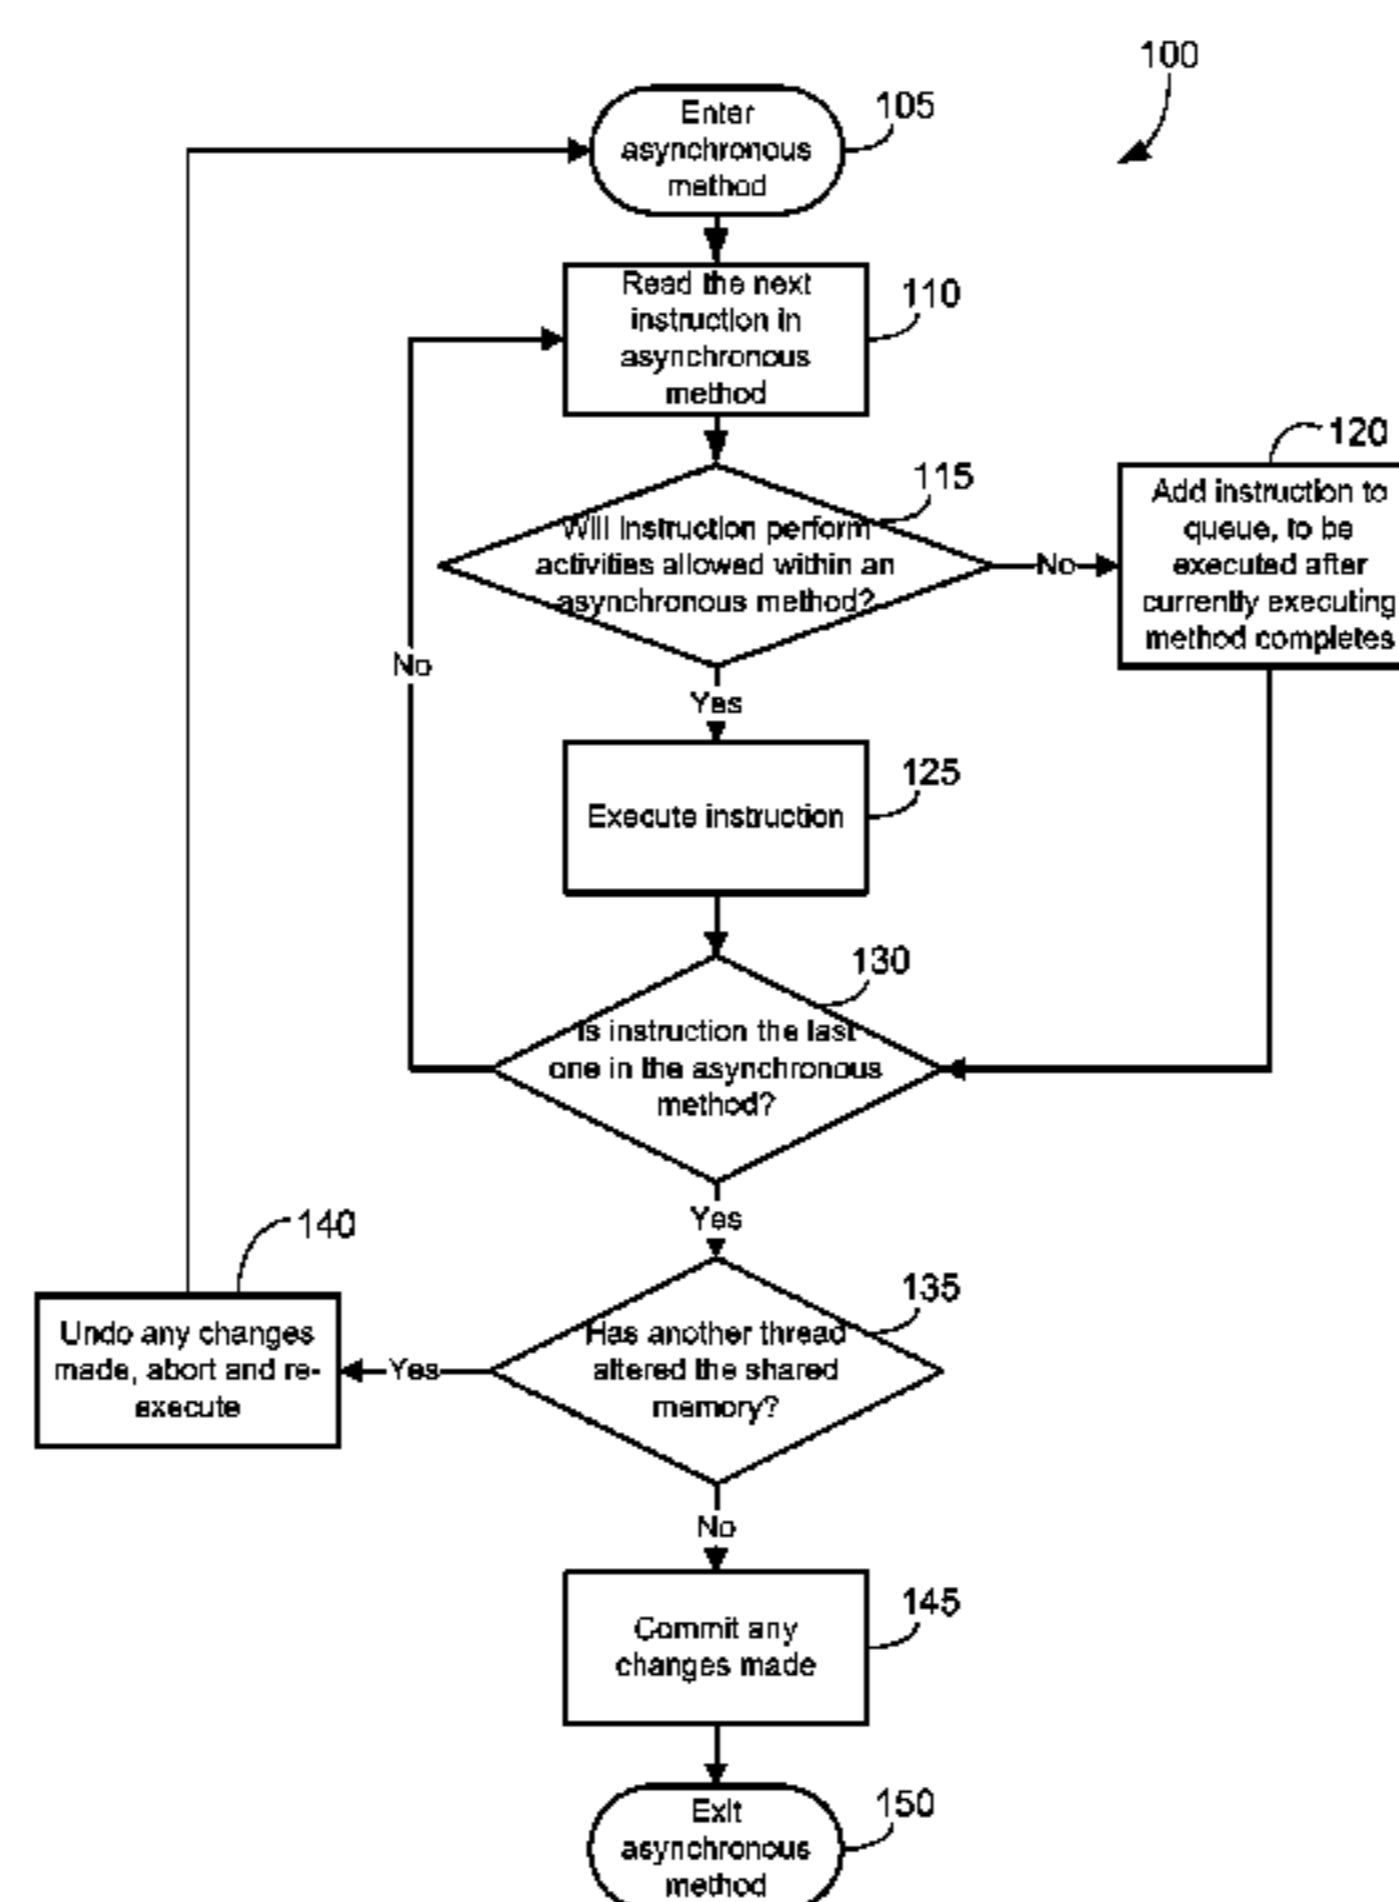 100
Enter
asynchronous
method
105
Read the next
instruction in
asynchronous
method
110
Will instruction perform
activities allowed within an
asynchronous method?
115
No
Add instruction to
queue, to be
executed after
currently executing
method completes
120
Yes
Execute instruction
125
Is instruction the last
one in the asynchronous
method?
130
No
Yes
Has another thread
altered the shared
memory?
135
Yes
Undo any changes
made, abort and re-
execute
140
No
Commit any
changes made
145
Exit
asynchronous
method
150